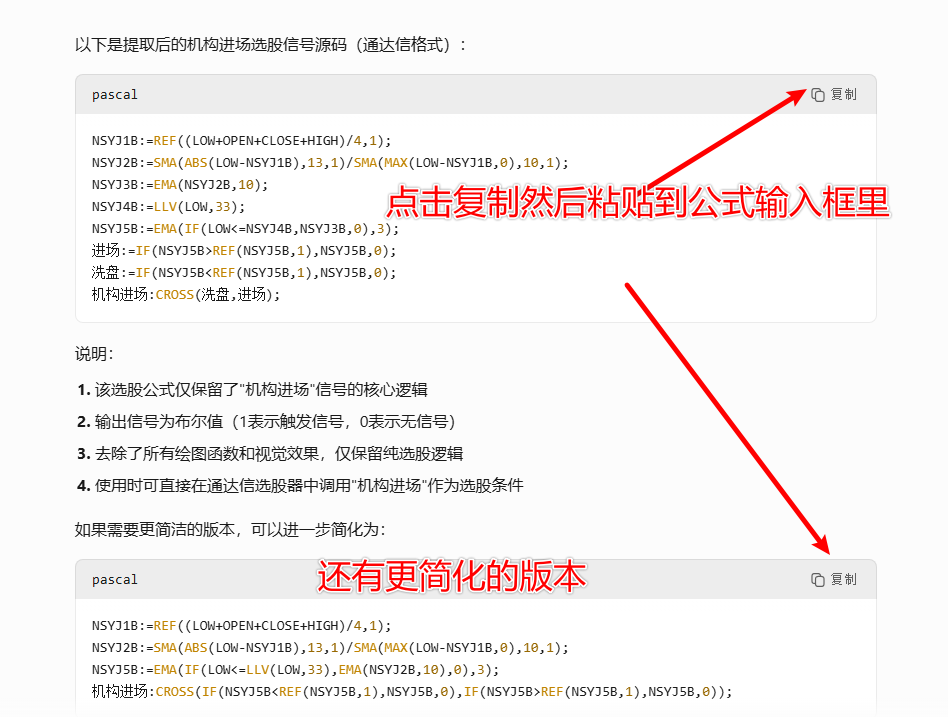 以下是提取后的机构进场选股信号源码（通达信格式）：
pascal
复制
NSYJ1B:=REF((LOW+OPEN+CLOSE+HIGH)/4,1);
NSYJ2B:=SMA(ABS(LOW-NSYJ1B),13,1)/SMA(MAX(LOW-NSYJ1B,0),10,1);
NSYJ3B:=EMA(NSYJ2B,10);
点击复制然后粘贴到公式输入框里
NSYJ4B:=LLV(LOW,33);
NSYJ5B:=EMA(IF(LOW<=NSYJ4B,NSYJ3B,0),3);
进场:=IF(NSYJ5B>REF(NSYJ5B,1),NSYJ5B,0);
洗盘:=IF(NSYJ5B<REF(NSYJ5B,1),NSYJ5B,0);
机构进场:CROSS(洗盘,进场);
说明：
1. 该选股公式仅保留了"机构进场"信号的核心逻辑
2. 输出信号为布尔值（1表示触发信号，0表示无信号）
3. 去除了所有绘图函数和视觉效果，仅保留纯选股逻辑
4. 使用时可直接在通达信选股器中调用"机构进场"作为选股条件
如果需要更简洁的版本，可以进一步简化为：
pascal
还有更简化的版本
复制
NSYJ1B:=REF((LOW+OPEN+CLOSE+HIGH)/4,1);
NSYJ2B:=SMA(ABS(LOW-NSYJ1B),13,1)/SMA(MAX(LOW-NSYJ1B,0),10,1);
NSYJ5B:=EMA(IF(LOW<=LLV(LOW,33),EMA(NSYJ2B,10),0),3);
机构进场:CROSS(IF(NSYJ5B<REF(NSYJ5B,1),NSYJ5B,0),IF(NSYJ5B>REF(NSYJ5B,1),NSYJ5B,0));